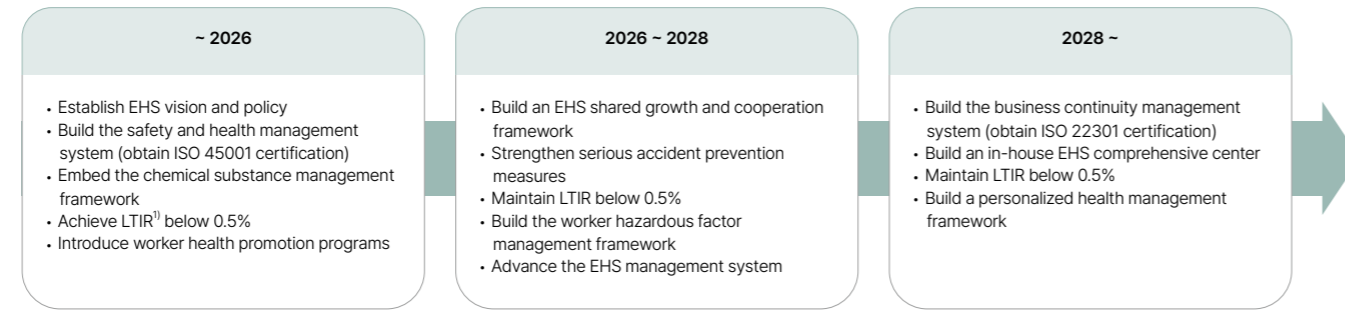 ~ 2026
• Establish EHS vision and policy
• Build the safety and health management
system (obtain ISO 45001 certification)
• Embed the chemical substance management
framework
• Achieve LTIR1) below 0.5%
• Introduce worker health promotion programs
2026 ~ 2028
• Build an EHS shared growth and cooperation
framework
• Strengthen serious accident prevention
measures
• Maintain LTIR below 0.5%
• Build the worker hazardous factor
management framework
• Advance the EHS management system
2028 ~
• Build the business continuity management
system (obtain ISO 22301 certification)
• Build an in-house EHS comprehensive center
• Maintain LTIR below 0.5%
• Build a personalized health management
framework